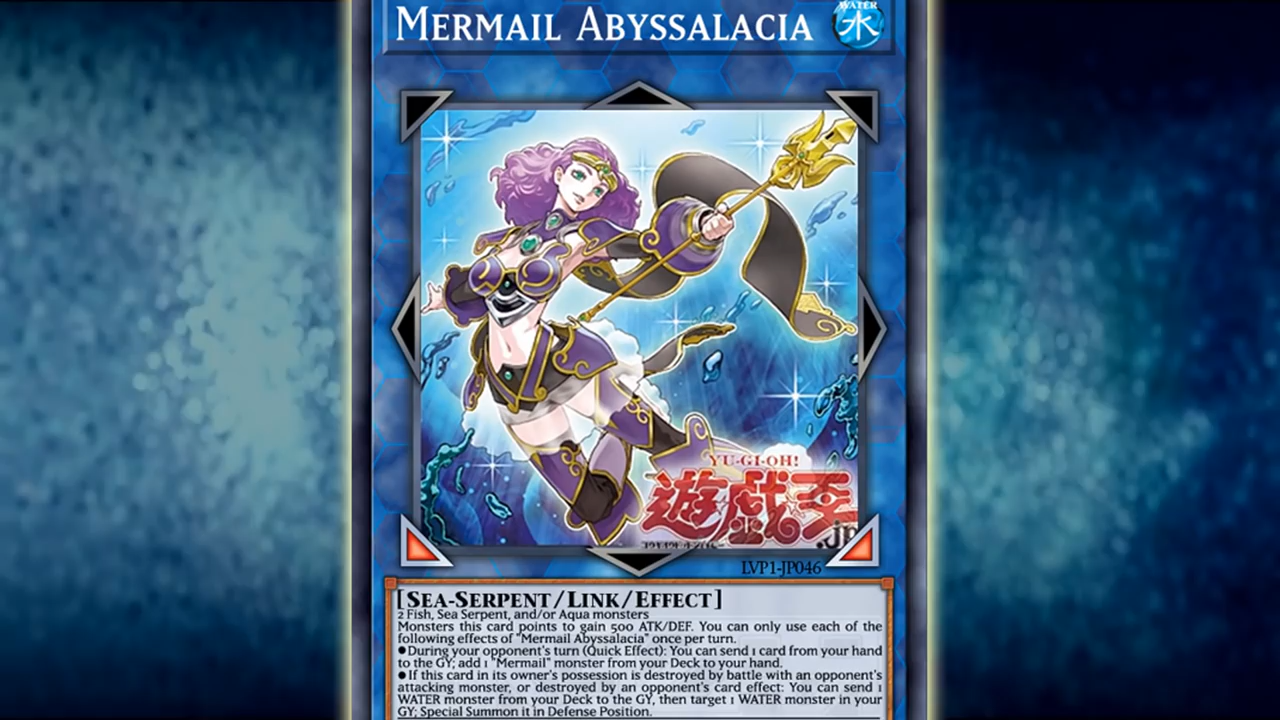 MERMAIL ABYSSALACIA
WATER
水
YU-GI-OH!
遊戯王
.jp
LVP1-JP046
[SEA-SERPENT/LINK/EFFECT]
2 Fish, Sea Serpent, and/or Aqua monsters
Monsters this card points to gain 500 ATK/DEF. You can only use each of the
following effects of "Mermail Abyssalacia" once per turn.
●During your opponent's turn (Quick Effect): You can send 1 card from your hand
to the GY; add 1 "Mermail" monster from your Deck to your hand.
●If this card in its owner's possession is destroyed by battle with an opponent's
attacking monster, or destroyed by an opponent's card effect: You can send 1
WATER monster from your Deck to the GY, then target 1 WATER monster in your
GY; Special Summon it in Defense Position.